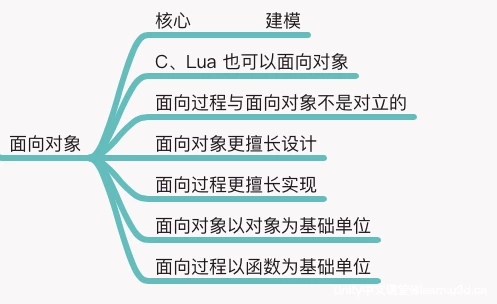 核心 建模
C、Lua 也可以面向对象
面向过程与面向对象不是对立的
面向对象
面向对象更擅长设计
面向过程更擅长实现
面向对象以对象为基础单位
面向过程以函数为基础单位